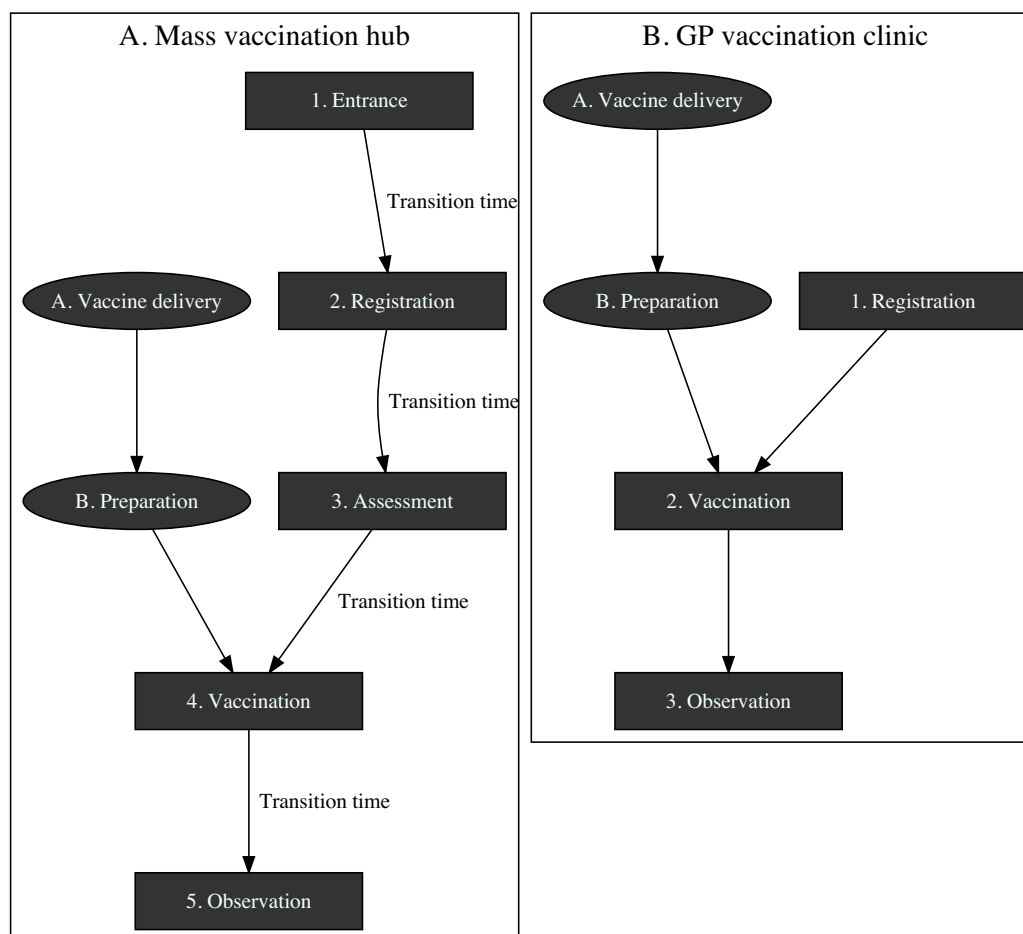 A. Mass vaccination hub
1. Entrance
Transition time
2. Registration
A. Vaccine delivery
Transition time
3. Assessment
B. Preparation
Transition time
4. Vaccination
Transition time
5. Observation
B. GP vaccination clinic
A. Vaccine delivery
B. Preparation
1. Registration
2. Vaccination
3. Observation